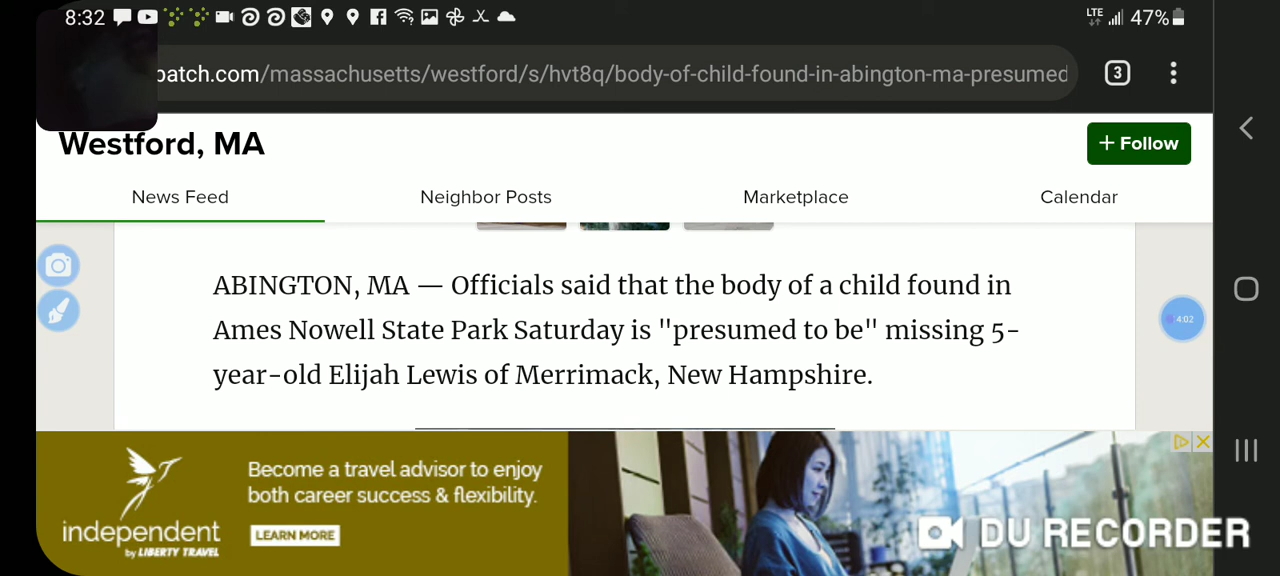 8:32
LTE
47%
patch.com/massachusetts/westford/s/hvt8q/body-of-child-found-in-abington-ma-presumed
3
Westford, MA
+ Follow
News Feed
Neighbor Posts
Marketplace
Calendar
ABINGTON, MA — Officials said that the body of a child found in
Ames Nowell State Park Saturday is "presumed to be" missing 5-
year-old Elijah Lewis of Merrimack, New Hampshire.
4:02
Become a travel advisor to enjoy
both career success & flexibility.
independent
by LIBERTY TRAVEL
LEARN MORE
DU RECORDER